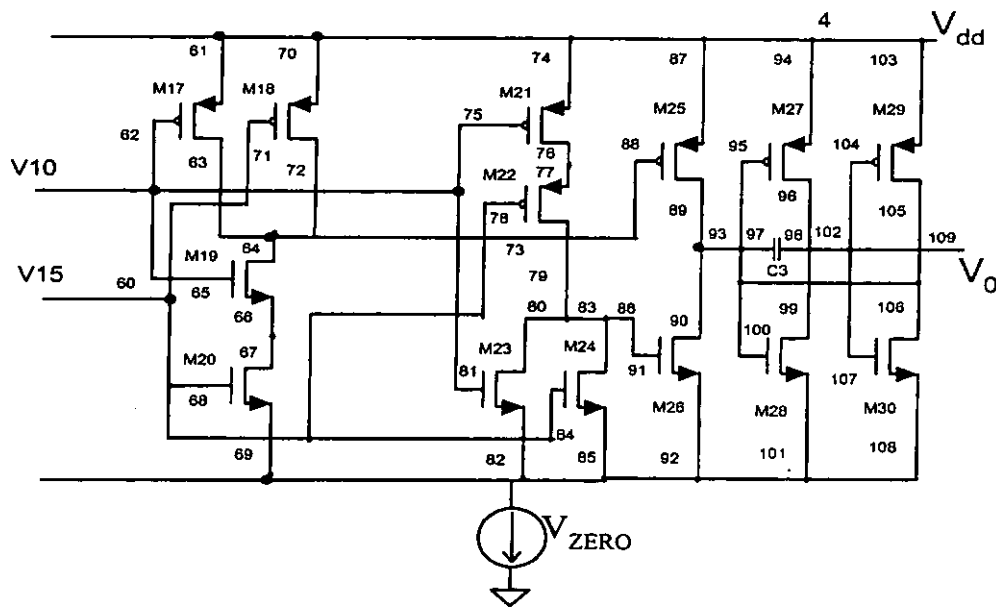 4
V_dd
61 70 74 87 94 103
M17 M18 M21 M25 M27 M29
62 75
76 88 95 104
63 71 72 77 96
V10 M22
78 89 105
64 73 93 97 98 102 109
M19 C3 V_0
V15 60 65 79
66 80 83 86 90 99 106
67 M23 M24 100
M20 81 91 107
68 84 M26 M28 M30
69 82 85 92 101 108
V_ZERO